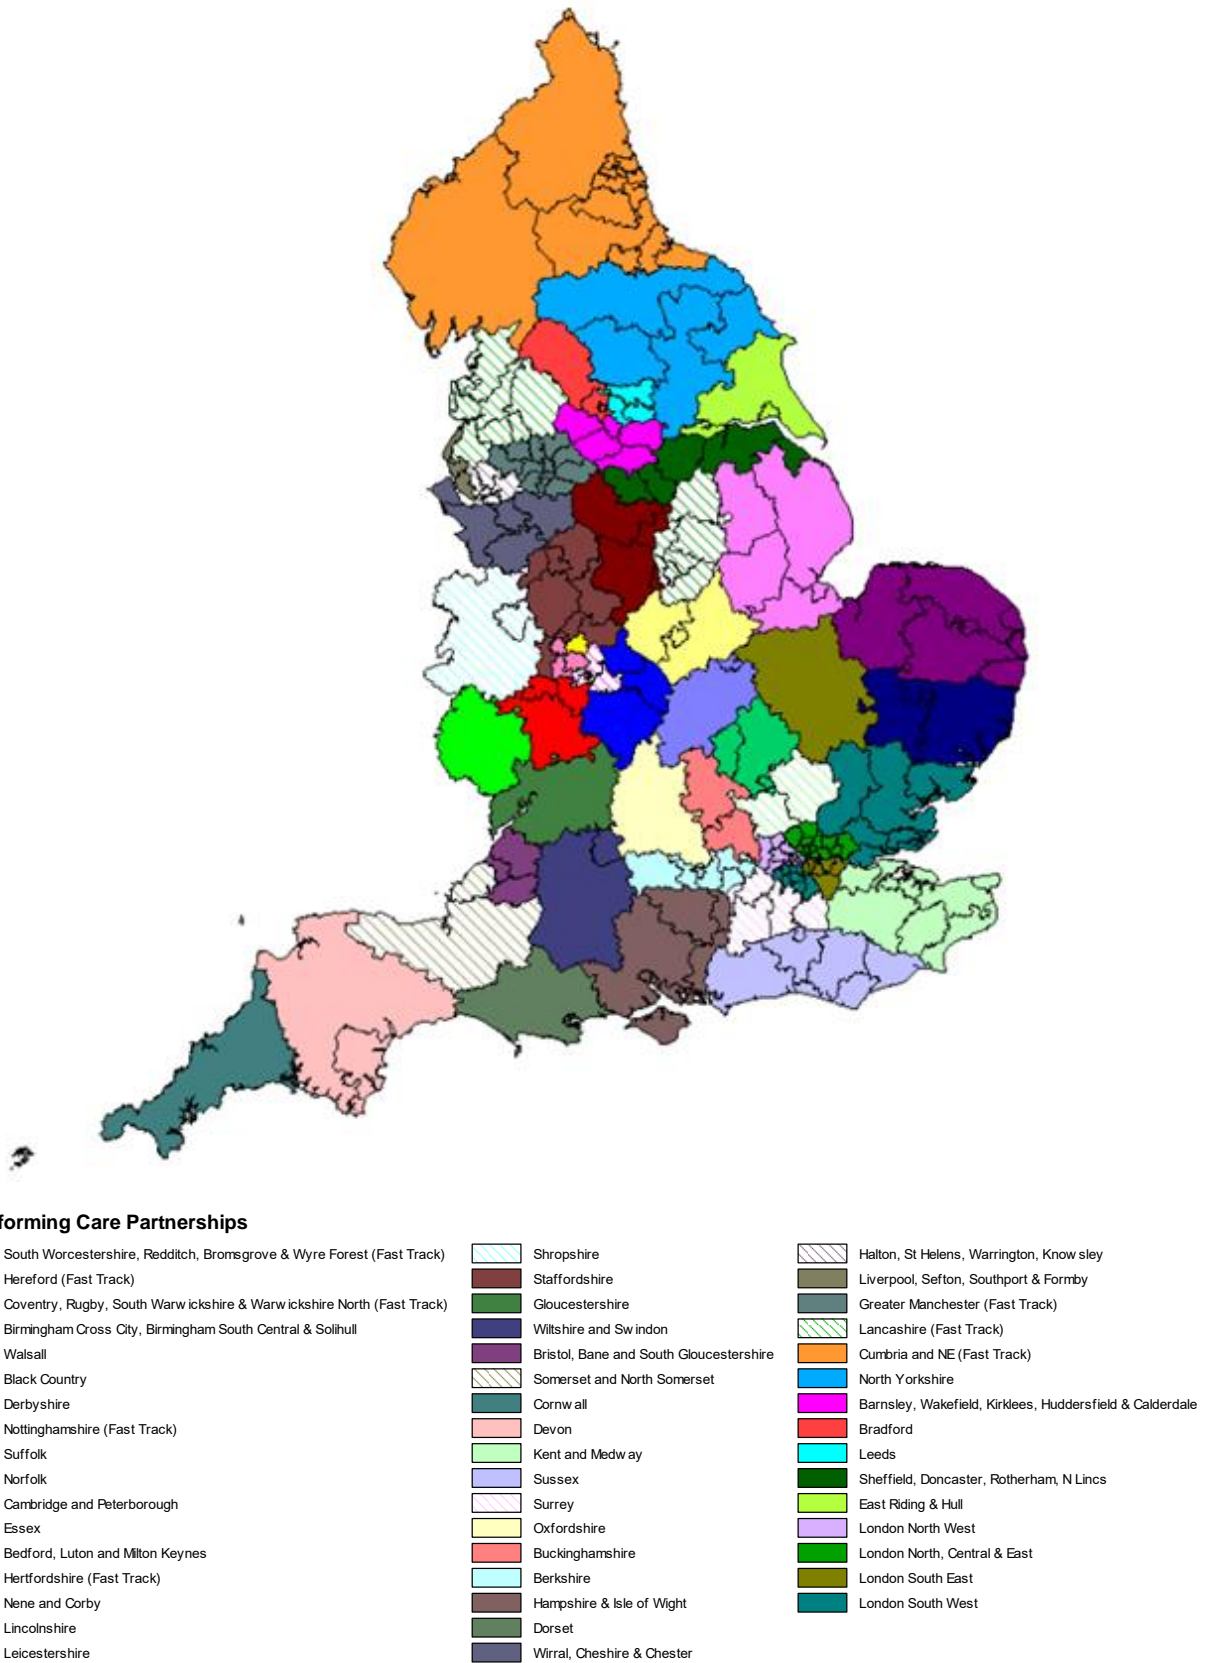 forming Care Partnerships
South Worcestershire, Redditch, Bromsgrove & Wyre Forest (Fast Track)
Hereford (Fast Track)
Coventry, Rugby, South Warwickshire & Warwickshire North (Fast Track)
Birmingham Cross City, Birmingham South Central & Solihull
Walsall
Black Country
Derbyshire
Nottinghamshire (Fast Track)
Suffolk
Norfolk
Cambridge and Peterborough
Essex
Bedford, Luton and Milton Keynes
Hertfordshire (Fast Track)
Nene and Corby
Lincolnshire
Leicestershire
Shropshire
Staffordshire
Gloucestershire
Wiltshire and Swindon
Bristol, Bane and South Gloucestershire
Somerset and North Somerset
Cornwall
Devon
Kent and Medway
Sussex
Surrey
Oxfordshire
Buckinghamshire
Berkshire
Hampshire & Isle of Wight
Dorset
Wirral, Cheshire & Chester
Halton, St Helens, Warrington, Knowsley
Liverpool, Sefton, Southport & Formby
Greater Manchester (Fast Track)
Lancashire (Fast Track)
Cumbria and NE (Fast Track)
North Yorkshire
Barnsley, Wakefield, Kirklees, Huddersfield & Calderdale
Bradford
Leeds
Sheffield, Doncaster, Rotherham, N Lincs
East Riding & Hull
London North West
London North, Central & East
London South East
London South West